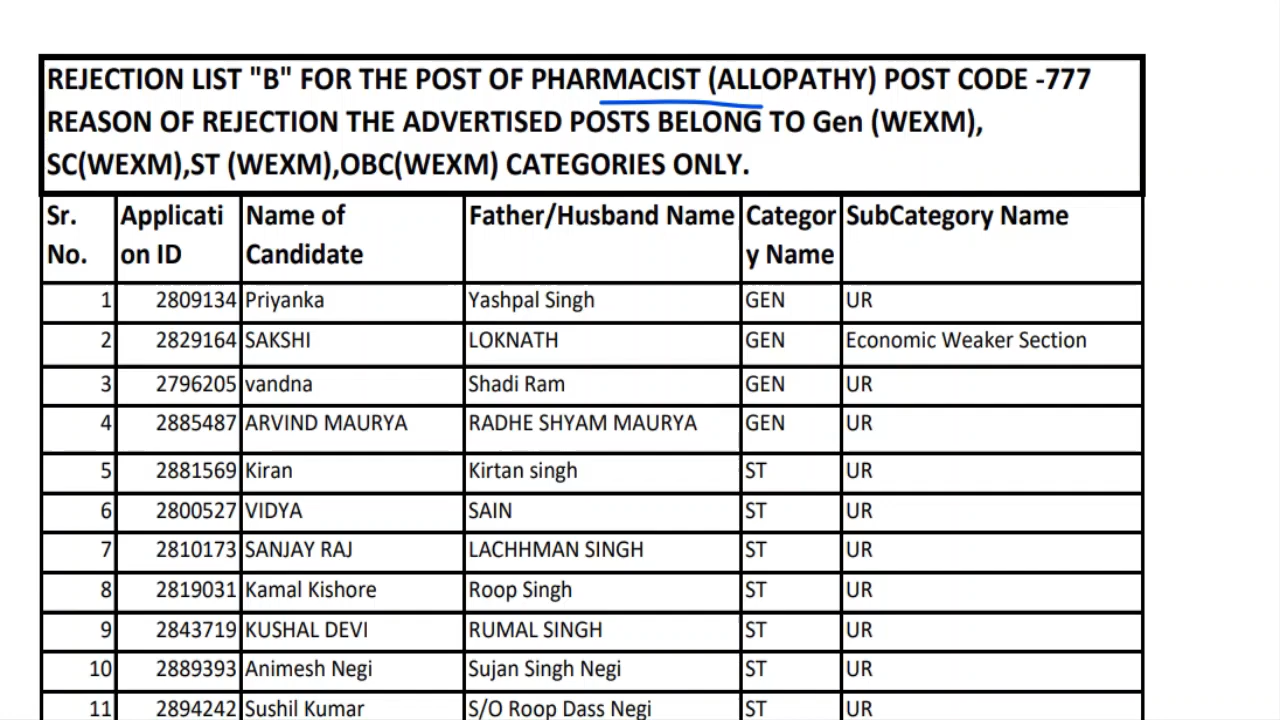 REJECTION LIST "B" FOR THE POST OF PHARMACIST (ALLOPATHY) POST CODE -777
REASON OF REJECTION THE ADVERTISED POSTS BELONG TO Gen (WEXM),
SC(WEXM),ST (WEXM),OBC(WEXM) CATEGORIES ONLY.
Sr. No. Applicati on ID Name of Candidate Father/Husband Name Categor y Name SubCategory Name
1 2809134 Priyanka Yashpal Singh GEN UR
2 2829164 SAKSHI LOKNATH GEN Economic Weaker Section
3 2796205 vandna Shadi Ram GEN UR
4 2885487 ARVIND MAURYA RADHE SHYAM MAURYA GEN UR
5 2881569 Kiran Kirtan singh ST UR
6 2800527 VIDYA SAIN ST UR
7 2810173 SANJAY RAJ LACHHMAN SINGH ST UR
8 2819031 Kamal Kishore Roop Singh ST UR
9 2843719 KUSHAL DEVI RUMAL SINGH ST UR
10 2889393 Animesh Negi Sujan Singh Negi ST UR
11 2894242 Sushil Kumar S/O Roop Dass Negi ST UR